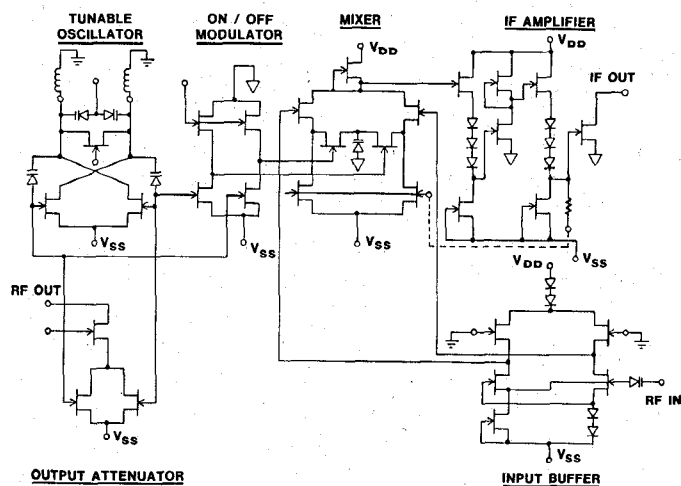 TUNABLE
OSCILLATOR
ON / OFF
MODULATOR
MIXER
IF AMPLIFIER
VDD
VDD
IF OUT
VSS
VSS
VSS
VSS
VDD
RF OUT
RF IN
VSS
VSS
OUTPUT ATTENUATOR
INPUT BUFFER